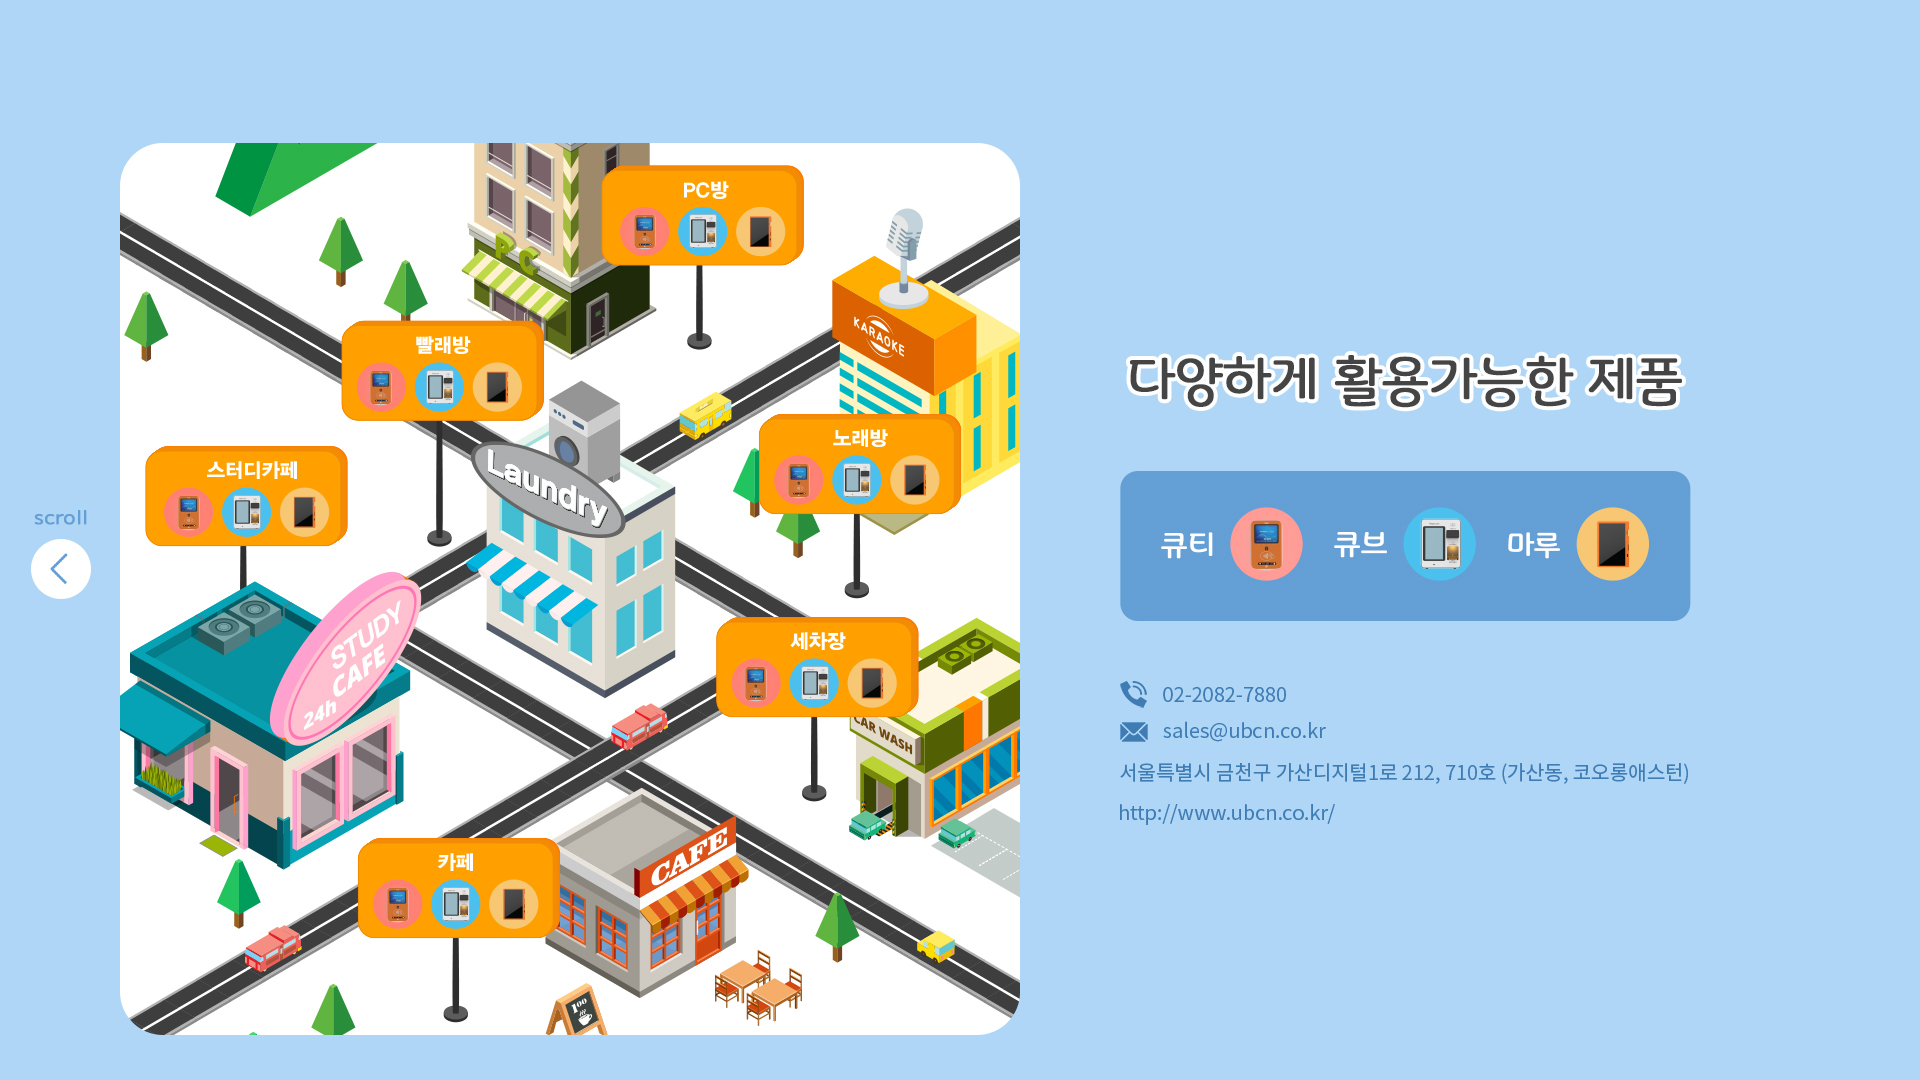 scroll
PC방
PC
KARAOKE
빨래방
노래방
Laundry
스터디카페
STUDY
CAFE
24h
세차장
CAR WASH
카페
CAFE
다양하게 활용가능한 제품
큐티 큐브 마루
02-2082-7880
sales@ubcn.co.kr
서울특별시 금천구 가산디지털1로 212, 710호 (가산동, 코오롱애스턴)
http://www.ubcn.co.kr/